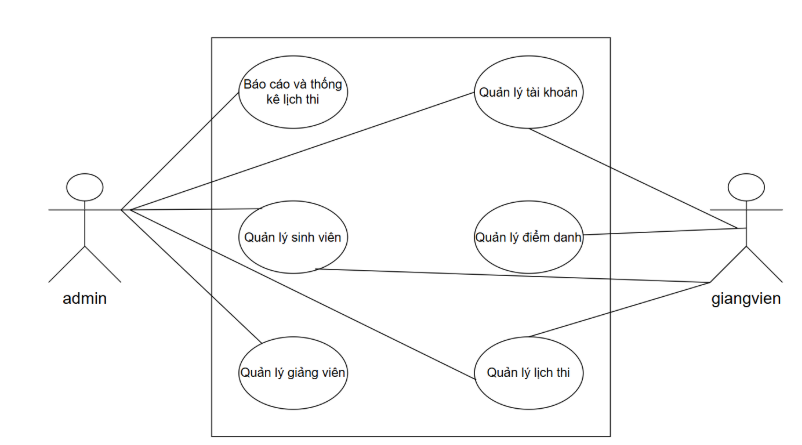 Báo cáo và thống
kê lịch thi
Quản lý tài khoản
Quản lý sinh viên
Quản lý điểm danh
admin
giangvien
Quản lý giảng viên
Quản lý lịch thi